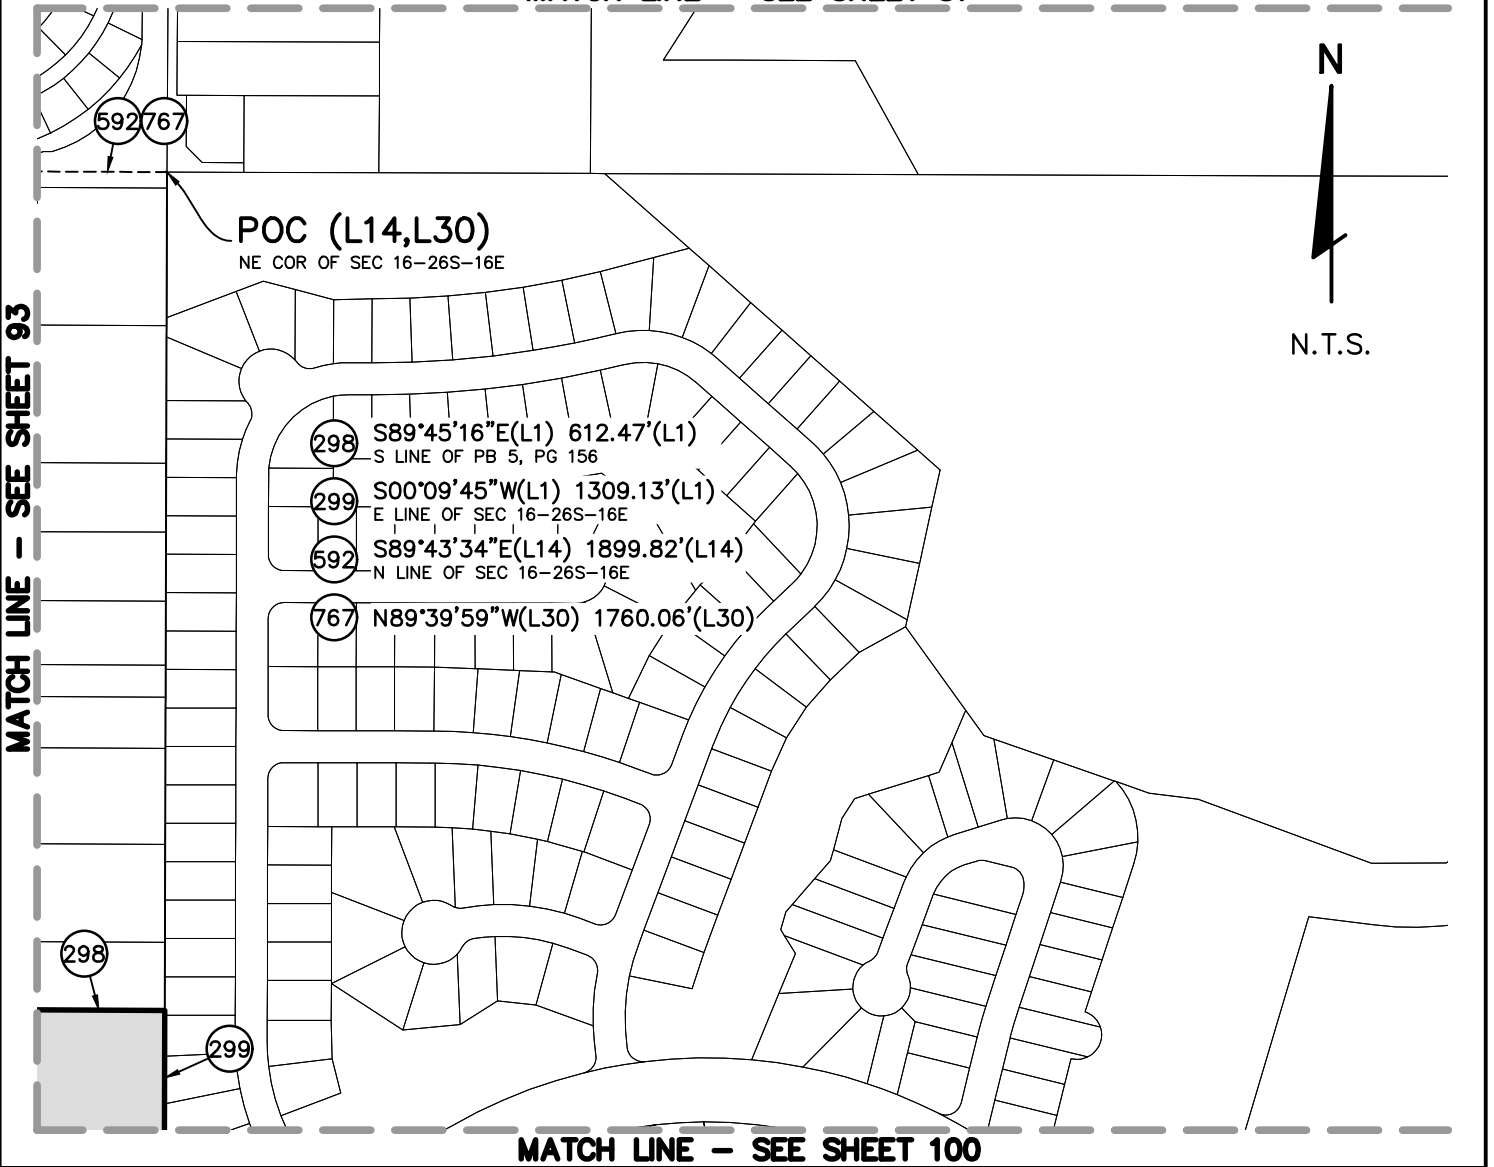 592 767
N
POC (L14,L30)
NE COR OF SEC 16-26S-16E
N.T.S.
MATCH LINE - SEE SHEET 93
298 S89°45'16"E(L1) 612.47'(L1)
S LINE OF PB 5, PG 156
299 S00°09'45"W(L1) 1309.13'(L1)
E LINE OF SEC 16-26S-16E
592 S89°43'34"E(L14) 1899.82'(L14)
N LINE OF SEC 16-26S-16E
767 N89°39'59"W(L30) 1760.06'(L30)
298
299
MATCH LINE - SEE SHEET 100